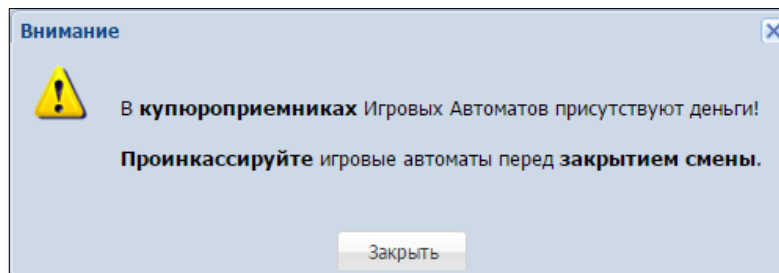 Внимание
В купюроприемниках Игровых Автоматов присутствуют деньги!
Проинкассируйте игровые автоматы перед закрытием смены.
Закрыть